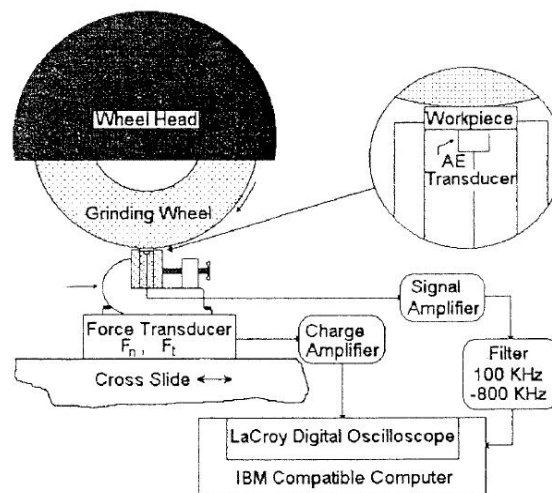 Wheel Head
Grinding Wheel
Workpiece
AE
Transducer
Signal
Amplifier
Force Transducer
Fn, Ft
Charge
Amplifier
Filter
100 KHz
-800 KHz
Cross Slide
LaCroy Digital Oscilloscope
IBM Compatible Computer